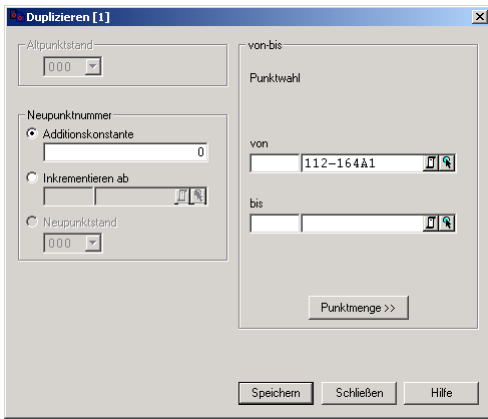 Duplizieren [1]
Altpunktstand
000
Neupunktnummer
Additionskonstante
0
Inkrementieren ab
Neupunktstand
000
von-bis
Punktwahl
von
112-164A1
bis
Punktmenge >>
Speichern
Schließen
Hilfe